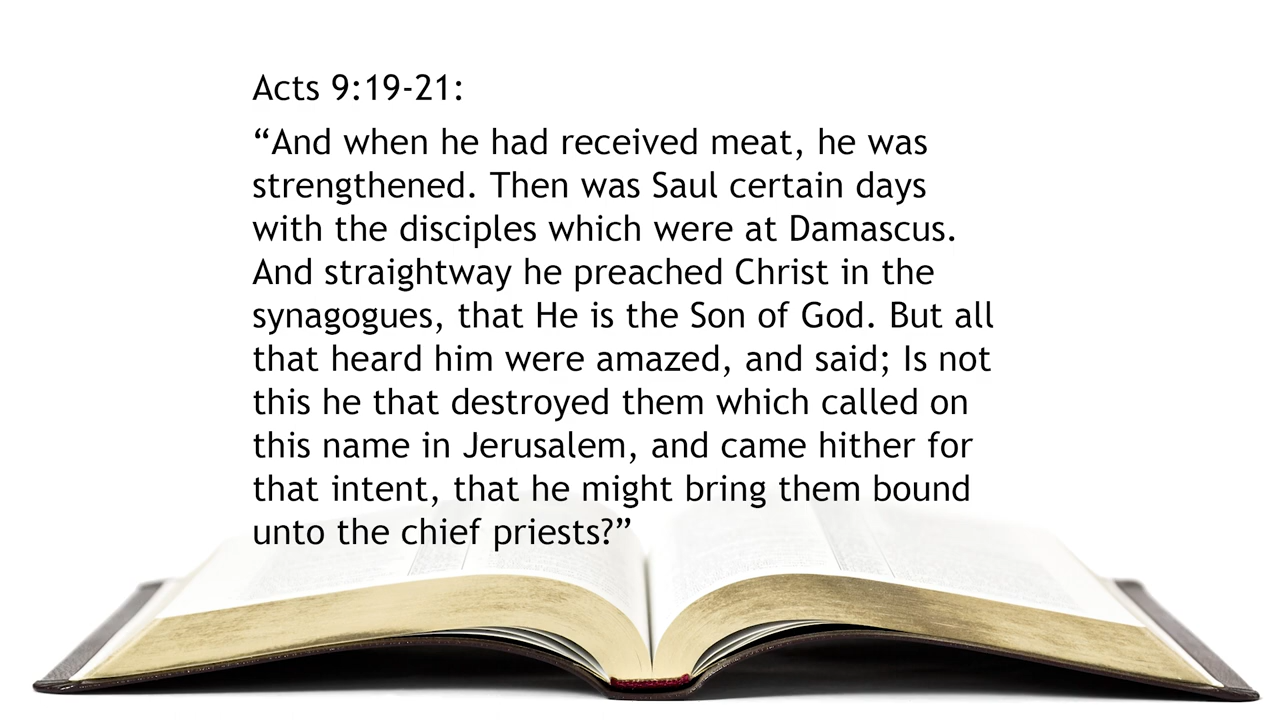 Acts 9:19-21:
“And when he had received meat, he was
strengthened. Then was Saul certain days
with the disciples which were at Damascus.
And straightway he preached Christ in the
synagogues, that He is the Son of God. But all
that heard him were amazed, and said; Is not
this he that destroyed them which called on
this name in Jerusalem, and came hither for
that intent, that he might bring them bound
unto the chief priests?”